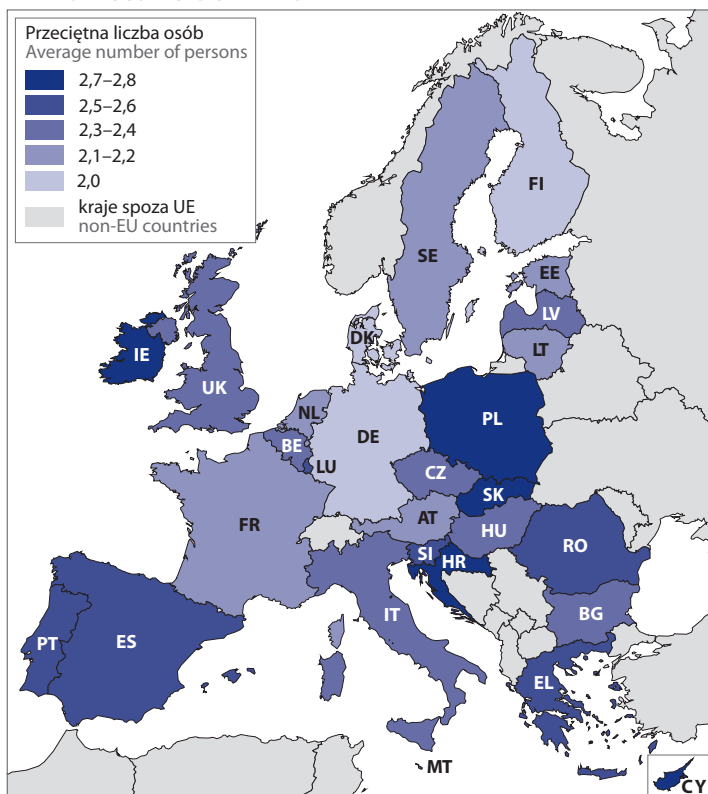 Przeciętna liczba osób
Average number of persons
2,7–2,8
2,5–2,6
2,3–2,4
2,1–2,2
2,0
kraje spoza UE
non-EU countries
FI
SE
EE
LV
DK
LT
IE
UK
NL
PL
DE
BE
LU
CZ
SK
FR
AT
HU
SI
HR
RO
IT
BG
PT
ES
EL
MT
CY